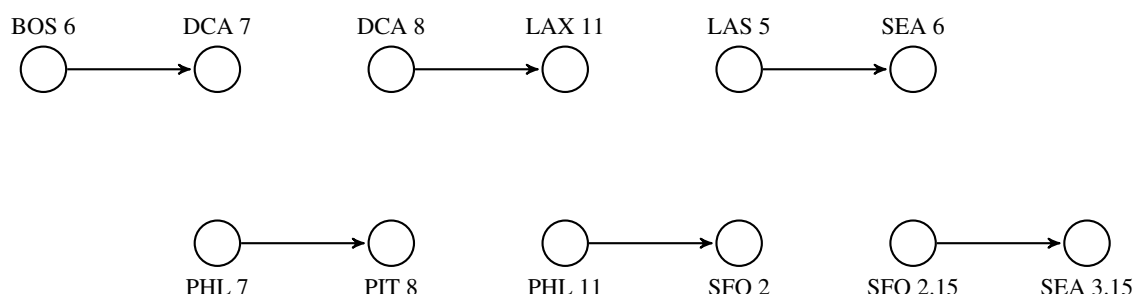 BOS 6 DCA 7 DCA 8 LAX 11 LAS 5 SEA 6
PHL 7 PIT 8 PHL 11 SFO 2 SFO 2.15 SEA 3.15